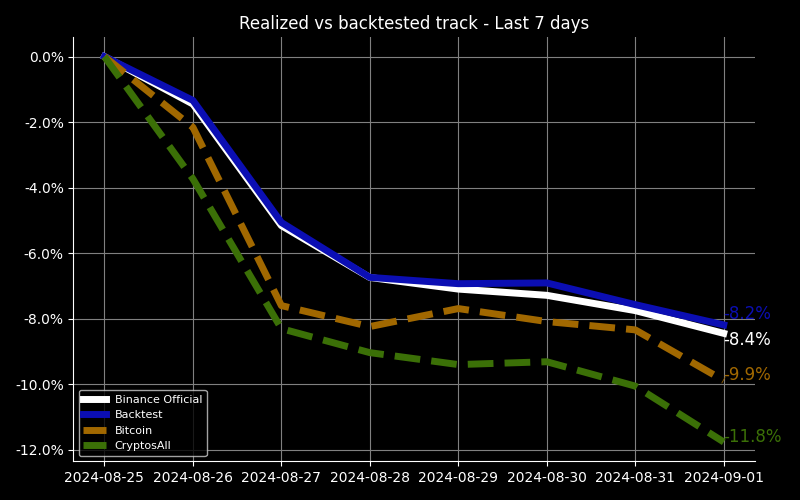 Realized vs backtested track - Last 7 days
0.0%
-2.0%
-4.0%
-6.0%
-8.0%
-10.0%
-12.0%
-8.2%
-8.4%
-9.9%
-11.8%
Binance Official
Backtest
Bitcoin
CryptosAll
2024-08-25 2024-08-26 2024-08-27 2024-08-28 2024-08-29 2024-08-30 2024-08-31 2024-09-01